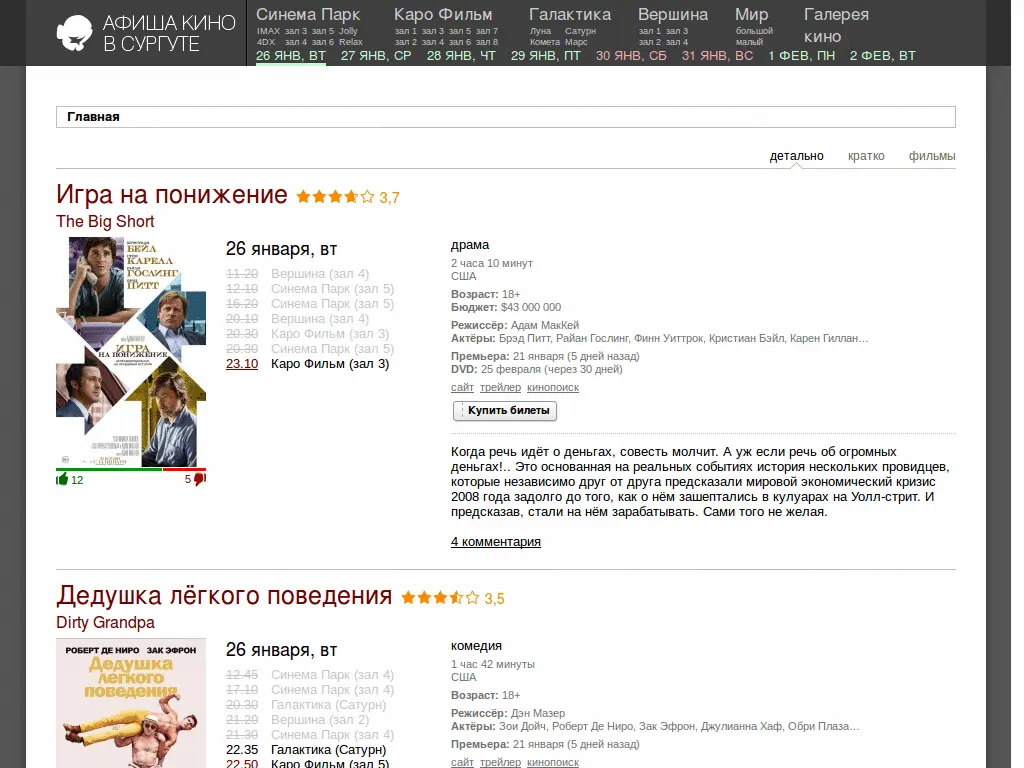 АФИША КИНО
В СУРГУТЕ
Синема Парк
IMAX зал 3 зал 5 Jolly
4DX зал 4 зал 6 Relax
Каро Фильм
зал 1 зал 3 зал 5 зал 7
зал 2 зал 4 зал 6 зал 8
Галактика
Луна Сатурн
Комета Марс
Вершина
зал 1 зал 3
зал 2 зал 4
Мир
большой
малый
Галерея
кино
26 ЯНВ, ВТ 27 ЯНВ, СР 28 ЯНВ, ЧТ 29 ЯНВ, ПТ 30 ЯНВ, СБ 31 ЯНВ, ВС 1 ФЕВ, ПН 2 ФЕВ, ВТ
Главная
детально кратко фильмы
Игра на понижение 3,7
The Big Short
КРИСТИАН
БЕЙЛ
СТИВ
КАРЕЛЛ
РАЙАН
ГОСЛИНГ
БРЭД
ПИТТ
ИГРА
НА ПОНИЖЕНИЕ
12 5
26 января, вт
11.20 Вершина (зал 4)
12.10 Синема Парк (зал 5)
16.20 Синема Парк (зал 5)
20.10 Вершина (зал 4)
20.30 Каро Фильм (зал 3)
20.30 Синема Парк (зал 5)
23.10 Каро Фильм (зал 3)
драма
2 часа 10 минут
США
Возраст: 18+
Бюджет: $43 000 000
Режиссёр: Адам МакКей
Актёры: Брэд Питт, Райан Гослинг, Финн Уиттрок, Кристиан Бэйл, Карен Гиллан…
Премьера: 21 января (5 дней назад)
DVD: 25 февраля (через 30 дней)
сайт трейлер кинопоиск
Купить билеты
Когда речь идёт о деньгах, совесть молчит. А уж если речь об огромных
деньгах!.. Это основанная на реальных событиях история нескольких провидцев,
которые независимо друг от друга предсказали мировой экономический кризис
2008 года задолго до того, как о нём зашептались в кулуарах на Уолл-стрит. И
предсказав, стали на нём зарабатывать. Сами того не желая.
4 комментария
Дедушка лёгкого поведения 3,5
Dirty Grandpa
РОБЕРТ ДЕ НИРО ЗАК ЭФРОН
Дедушка
легкого
поведения
26 января, вт
12.45 Синема Парк (зал 4)
17.10 Синема Парк (зал 4)
20.30 Галактика (Сатурн)
21.20 Вершина (зал 2)
21.30 Синема Парк (зал 4)
22.35 Галактика (Сатурн)
22.50 Каро Фильм (зал 5)
комедия
1 час 42 минуты
США
Возраст: 18+
Режиссёр: Дэн Мазер
Актёры: Зои Дойч, Роберт Де Ниро, Зак Эфрон, Джулианна Хаф, Обри Плаза…
Премьера: 21 января (5 дней назад)
сайт трейлер кинопоиск